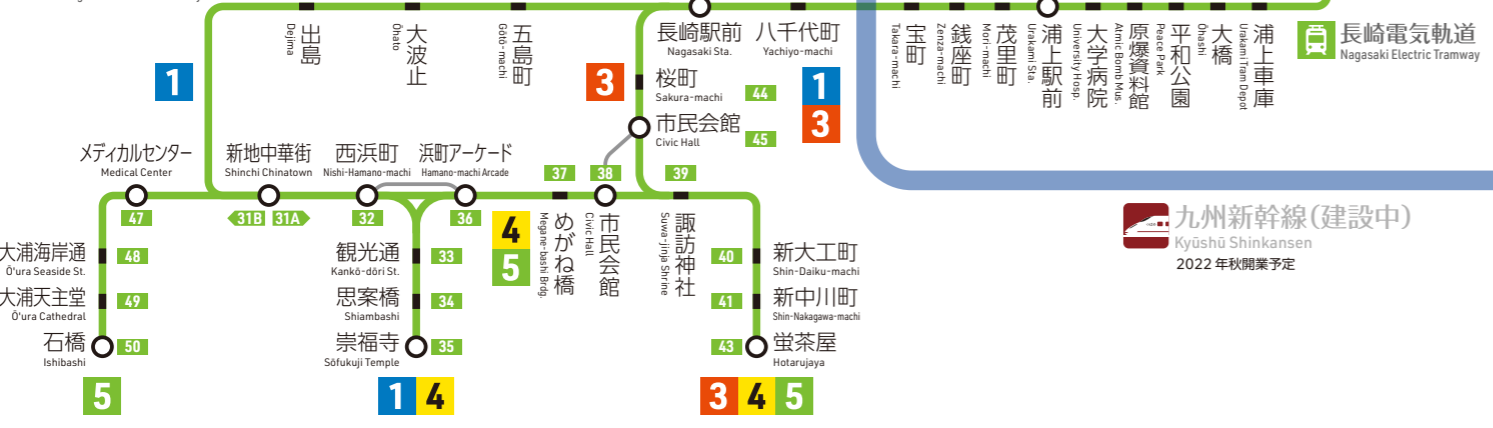 出島
Dejima
大波止
Ōhato
五島町
Gotō-machi
長崎駅前
Nagasaki Sta.
八千代町
Yachiyo-machi
宝町
Takara-machi
銭座町
Zenza-machi
茂里町
Mori-machi
浦上駅前
Urakami Sta.
大学病院
University Hosp.
原爆資料館
Atmic Bomb Mus.
平和公園
Peace Park
大橋
Ōhashi
浦上車庫
Urakami Tram Depot
長崎電気軌道
Nagasaki Electric Tramway
1
3
桜町
Sakura-machi
44
市民会館
Civic Hall
45
1
3
メディカルセンター
Medical Center
47
新地中華街
Shinchi Chinatown
31B
31A
西浜町
Nishi-Hamano-machi
32
浜町アーケード
Hamano-machi Arcade
36
4
5
37
めがね橋
Megane-bashi Brdg.
38
市民会館
Civic Hall
39
諏訪神社
Suwa-jinja Shrine
大浦海岸通
Ō'ura Seaside St.
48
大浦天主堂
Ō'ura Cathedral
49
石橋
Ishibashi
50
5
観光通
Kankō-dōri St.
33
思案橋
Shiambashi
34
崇福寺
Sōfukuji Temple
35
1
4
40
新大工町
Shin-Daiku-machi
41
新中川町
Shin-Nakagawa-machi
43
蛍茶屋
Hotarujaya
3
4
5
九州新幹線(建設中)
Kyūshū Shinkansen
2022年秋開業予定